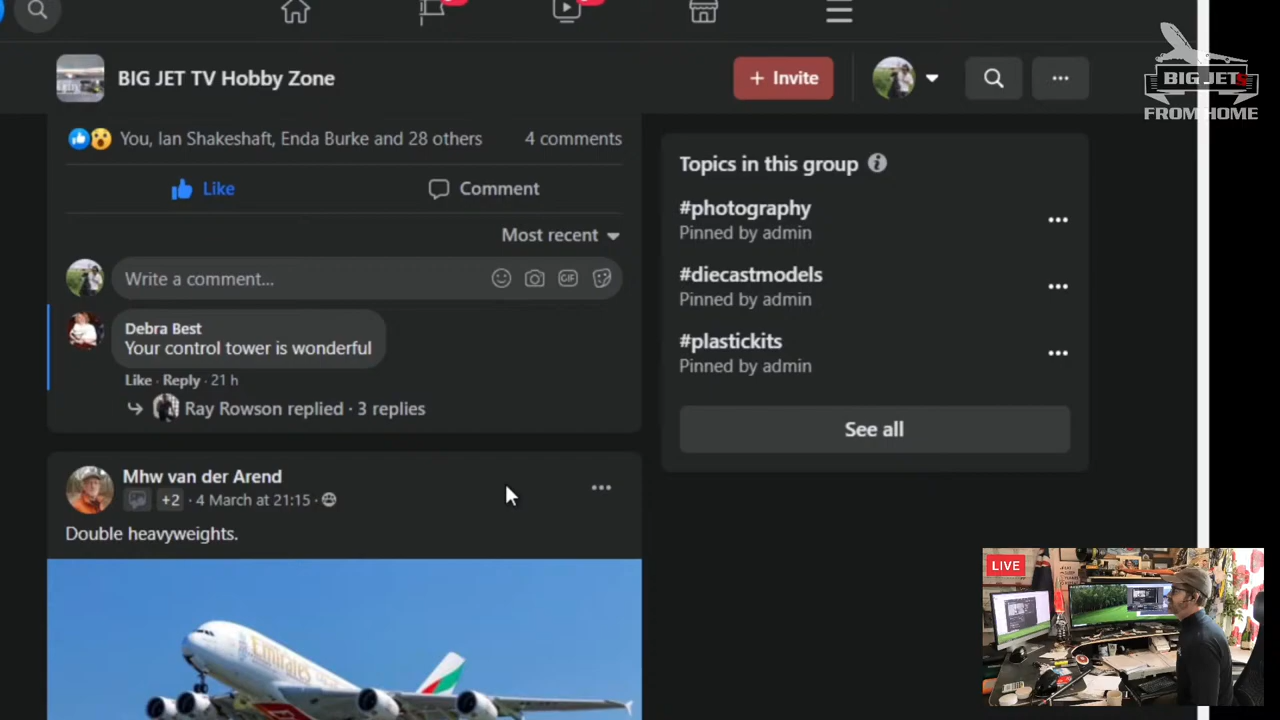 BIG JET TV Hobby Zone
+ Invite
BIG JETS
FROM HOME
You, Ian Shakeshaft, Enda Burke and 28 others
4 comments
Like
Comment
Most recent
Write a comment...
GIF
Debra Best
Your control tower is wonderful
Like · Reply · 21 h
Ray Rowson replied · 3 replies
Mhw van der Arend
+2 · 4 March at 21:15 ·
Double heavyweights.
Emirates
Topics in this group
#photography
Pinned by admin
#diecastmodels
Pinned by admin
#plastickits
Pinned by admin
See all
LIVE